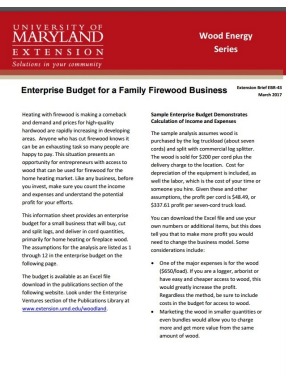 UNIVERSITY OF
MARYLAND
EXTENSION
Solutions in your community
Wood Energy
Series
Enterprise Budget for a Family Firewood Business
Extension Brief EBR-43
March 2017
Heating with firewood is making a comeback
and demand and prices for high-quality
hardwood are rapidly increasing in developing
areas. Anyone who has cut firewood knows it
can be an exhausting task so many people are
happy to pay. This situation presents an
opportunity for entrepreneurs with access to
wood that can be used for firewood for the
home heating market. Like any business, before
you invest, make sure you count the income
and expenses and understand the potential
profit for your efforts.
This information sheet provides an enterprise
budget for a small business that will buy, cut
and split logs, and deliver in cord quantities,
primarily for home heating or fireplace wood.
The assumptions for the analysis are listed as 1
through 12 in the enterprise budget on the
following page.
The budget is available as an Excel file
download in the publications section of the
following website. Look under the Enterprise
Ventures section of the Publications Library at
www.extension.umd.edu/woodland.
Sample Enterprise Budget Demonstrates
Calculation of Income and Expenses
The sample analysis assumes wood is
purchased by the log truckload (about seven
cords) and split with commercial log splitter.
The wood is sold for $200 per cord plus the
delivery charge to the location. Cost for
depreciation of the equipment is included, as
well the labor, which is the cost of your time or
someone you hire. Given these and other
assumptions, the profit per cord is $48.49, or
$337.61 profit per seven-cord truck load.
You can download the Excel file and use your
own numbers or additional items, but this does
tell you that to make more profit you would
need to change the business model. Some
considerations include:
• One of the major expenses is for the wood
($650/load). If you are a logger, arborist or
have easy and cheaper access to wood, this
would greatly increase the profit.
Regardless the method, be sure to include
costs in the budget for access to wood.
• Marketing the wood in smaller quantities or
even bundles would allow you to charge
more and get more value from the same
amount of wood.